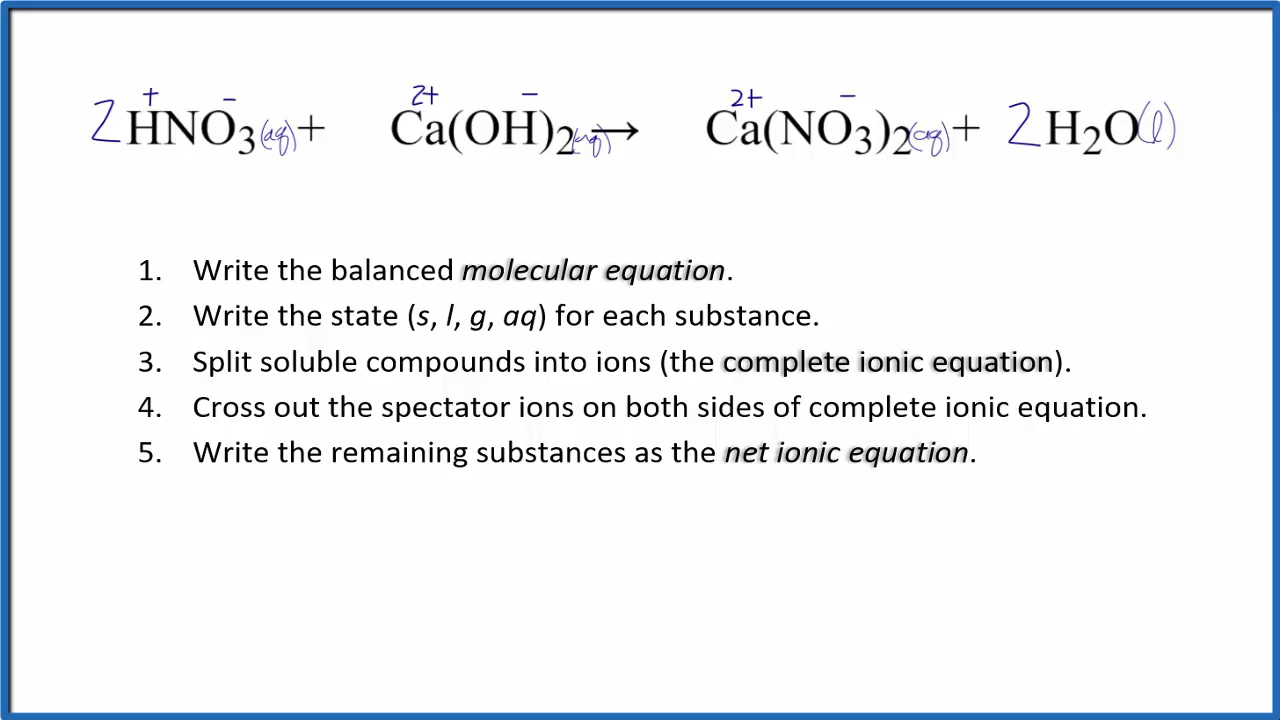 2HNO₃(aq) + Ca(OH)₂(aq) → Ca(NO₃)₂(aq) + 2H₂O(l)
+ − 2+ − 2+ −
1. Write the balanced molecular equation.
2. Write the state (s, l, g, aq) for each substance.
3. Split soluble compounds into ions (the complete ionic equation).
4. Cross out the spectator ions on both sides of complete ionic equation.
5. Write the remaining substances as the net ionic equation.